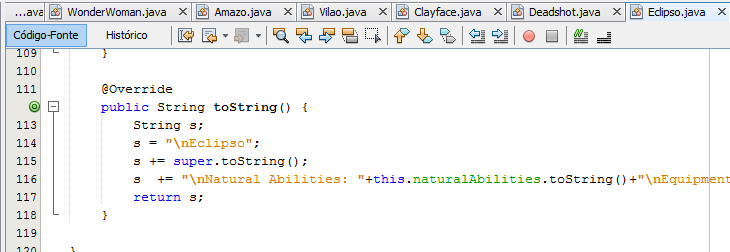 ...ava WonderWoman.java Amazo.java Vilao.java Clayface.java Deadshot.java Eclipso.java
Código-Fonte Histórico
109 }
110
111 @Override
public String toString() {
113 String s;
114 s = "\nEclipso";
115 s += super.toString();
116 s += "\nNatural Abilities: "+this.naturalAbilities.toString()+"\nEquipment
117 return s;
118 }
119
120 }